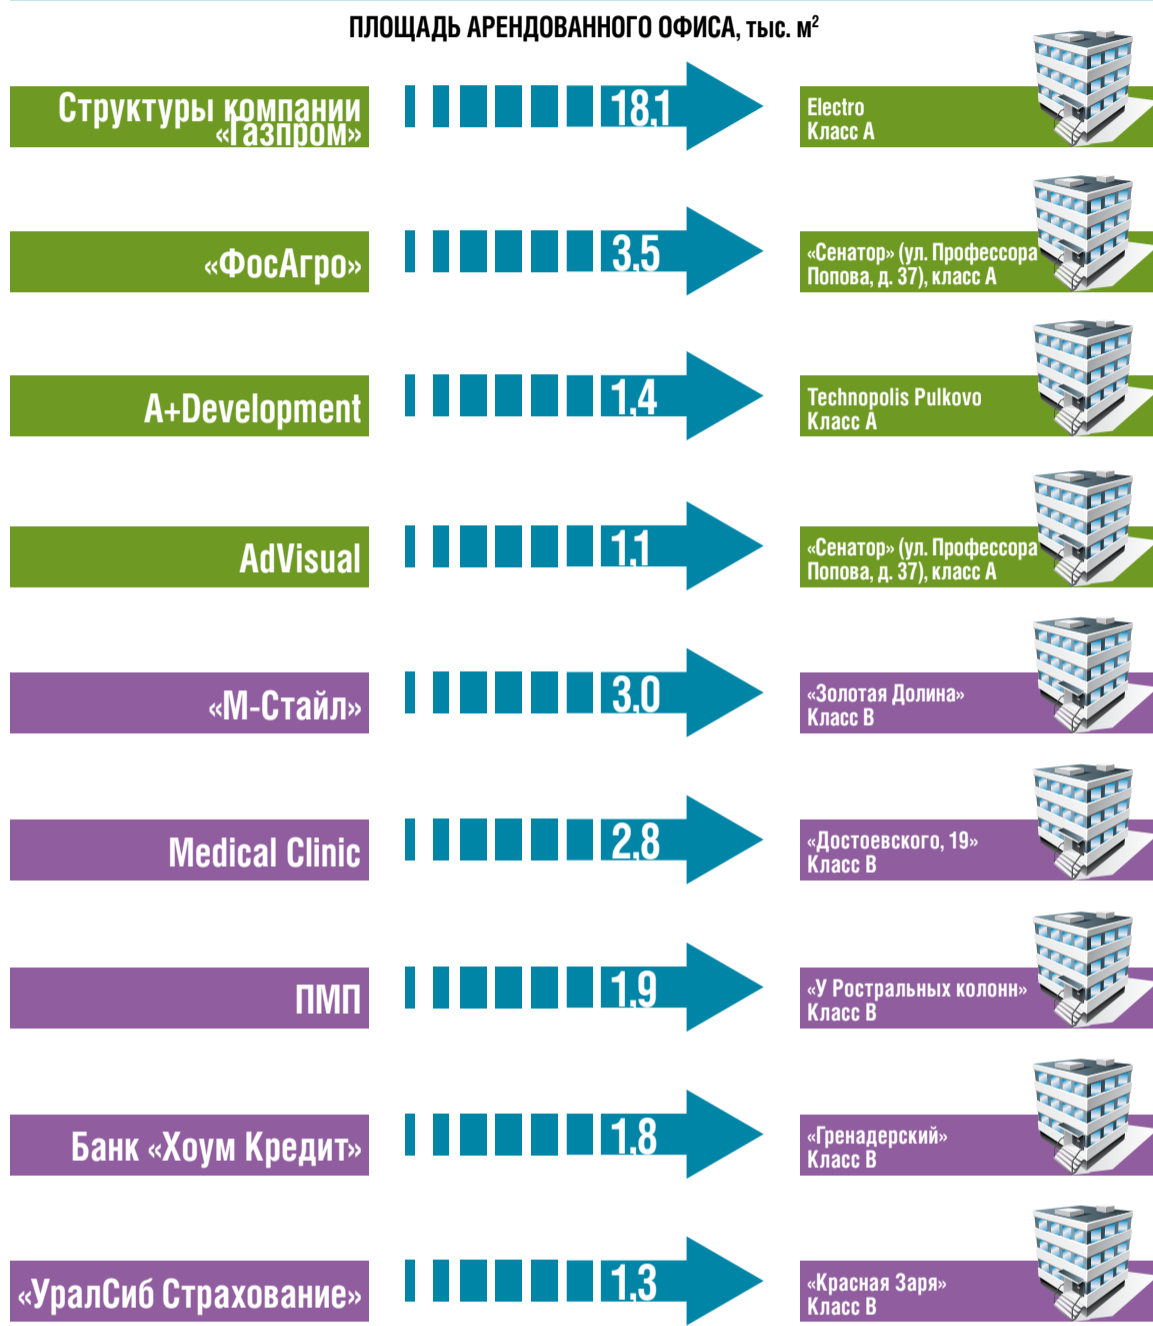 ПЛОЩАДЬ АРЕНДОВАННОГО ОФИСА, тыс. м²
Структуры компании
«Газпром»
18,1
Electro
Класс А
«ФосАгро»
3,5
«Сенатор» (ул. Профессора
Попова, д. 37), класс А
A+Development
1,4
Technopolis Pulkovo
Класс А
AdVisual
1,1
«Сенатор» (ул. Профессора
Попова, д. 37), класс А
«М-Стайл»
3,0
«Золотая Долина»
Класс В
Medical Clinic
2,8
«Достоевского, 19»
Класс В
ПМП
1,9
«У Ростральных колонн»
Класс В
Банк «Хоум Кредит»
1,8
«Гренадерский»
Класс В
«УралСиб Страхование»
1,3
«Красная Заря»
Класс В